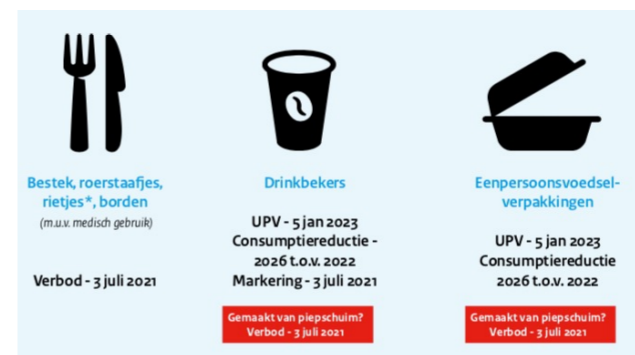 Bestek, roerstaafjes,
rietjes*, borden
(m.u.v. medisch gebruik)
Verbod - 3 juli 2021
Drinkbekers
UPV - 5 jan 2023
Consumptiereductie -
2026 t.o.v. 2022
Markering - 3 juli 2021
Gemaakt van piepschuim?
Verbod - 3 juli 2021
Eenpersoonsvoedsel-
verpakkingen
UPV - 5 jan 2023
Consumptiereductie
2026 t.o.v. 2022
Gemaakt van piepschuim?
Verbod - 3 juli 2021